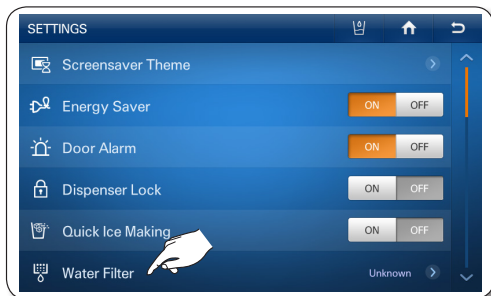 SETTINGS
Screensaver Theme
Energy Saver ON OFF
Door Alarm ON OFF
Dispenser Lock ON OFF
Quick Ice Making ON OFF
Water Filter Unknown